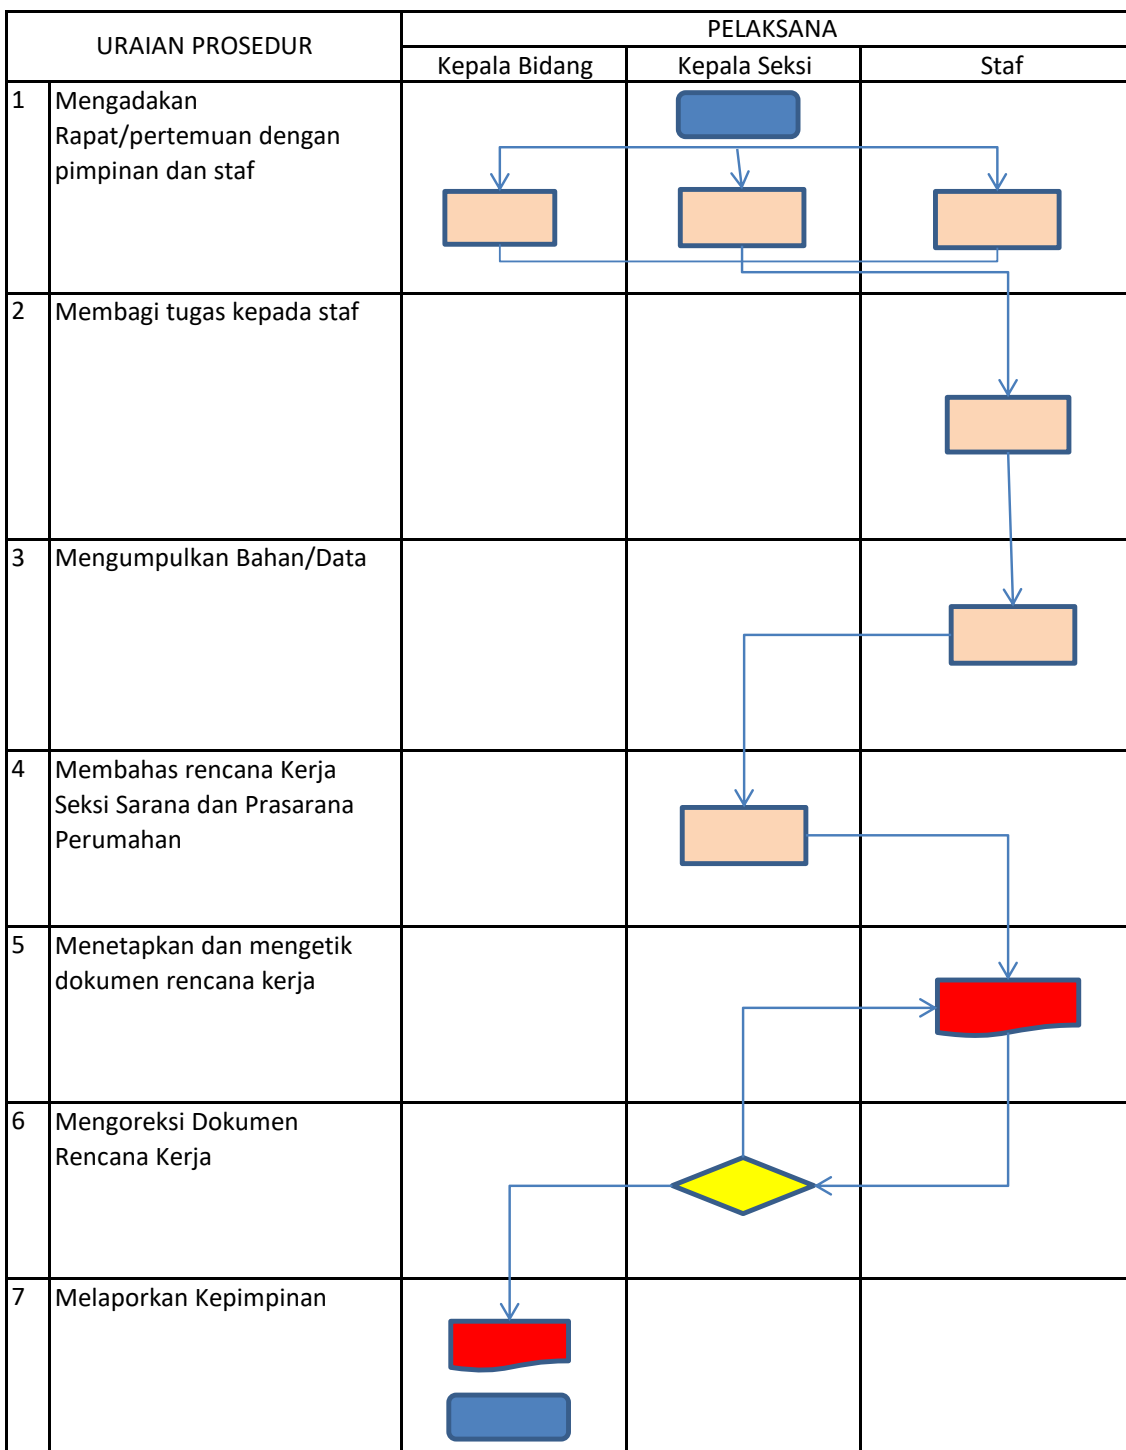 URAIAN PROSEDUR
PELAKSANA
Kepala Bidang
Kepala Seksi
Staf
1 Mengadakan
Rapat/pertemuan dengan
pimpinan dan staf
2 Membagi tugas kepada staf
3 Mengumpulkan Bahan/Data
4 Membahas rencana Kerja
Seksi Sarana dan Prasarana
Perumahan
5 Menetapkan dan mengetik
dokumen rencana kerja
6 Mengoreksi Dokumen
Rencana Kerja
7 Melaporkan Kepimpinan